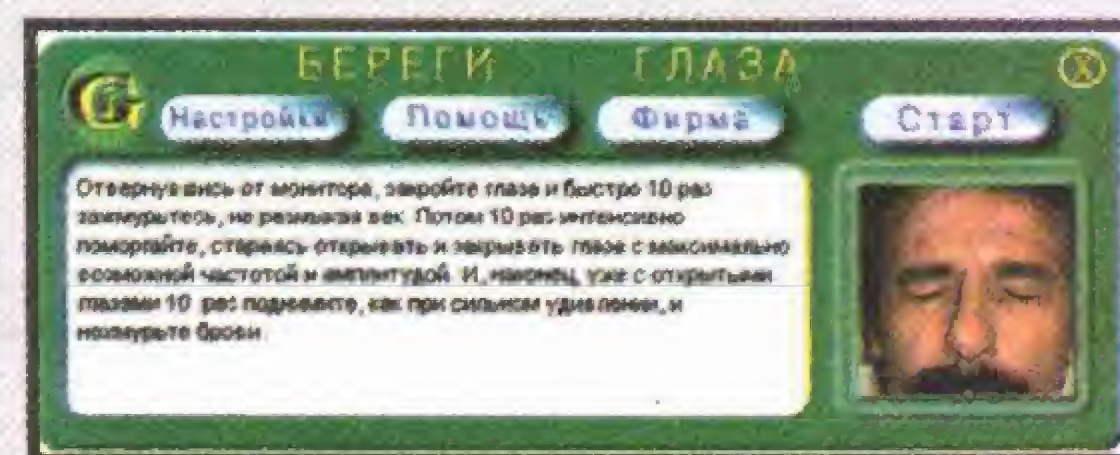 БЕРЕГИ ГЛАЗА
G
X
Настройки Помощь Фирма Старт
Отвернувшись от монитора, закройте глаза и быстро 10 раз
зажмурьтесь, не размыкая век. Потом 10 раз интенсивно
поморгайте, стараясь открывать и закрывать глаза с максимально
возможной частотой и амплитудой. И, наконец, уже с открытыми
глазами 10 раз поднимите, как при сильном удивлении, и
нахмурьте брови.